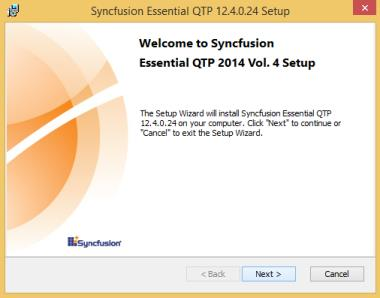 Syncfusion Essential QTP 12.4.0.24 Setup
Welcome to Syncfusion
Essential QTP 2014 Vol. 4 Setup
The Setup Wizard will install Syncfusion Essential QTP
12.4.0.24 on your computer. Click "Next" to continue or
"Cancel" to exit the Setup Wizard.
Syncfusion
< Back
Next >
Cancel